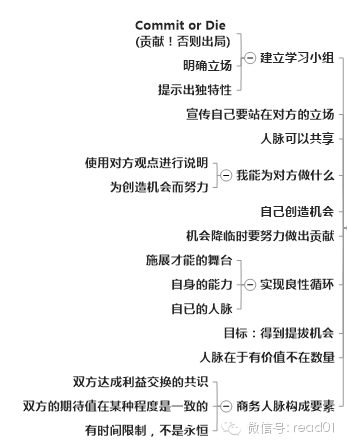 Commit or Die
(贡献！否则出局)
明确立场
提示出独特性
建立学习小组
宣传自己要站在对方的立场
人脉可以共享
使用对方观点进行说明
为创造机会而努力
我能为对方做什么
自己创造机会
机会降临时要努力做出贡献
施展才能的舞台
自身的能力
自已的人脉
实现良性循环
目标：得到提拔机会
人脉在于有价值不在数量
双方达成利益交换的共识
双方的期待值在某种程度是一致的
有时间限制，不是永恒
商务人脉构成要素
微信号: read01